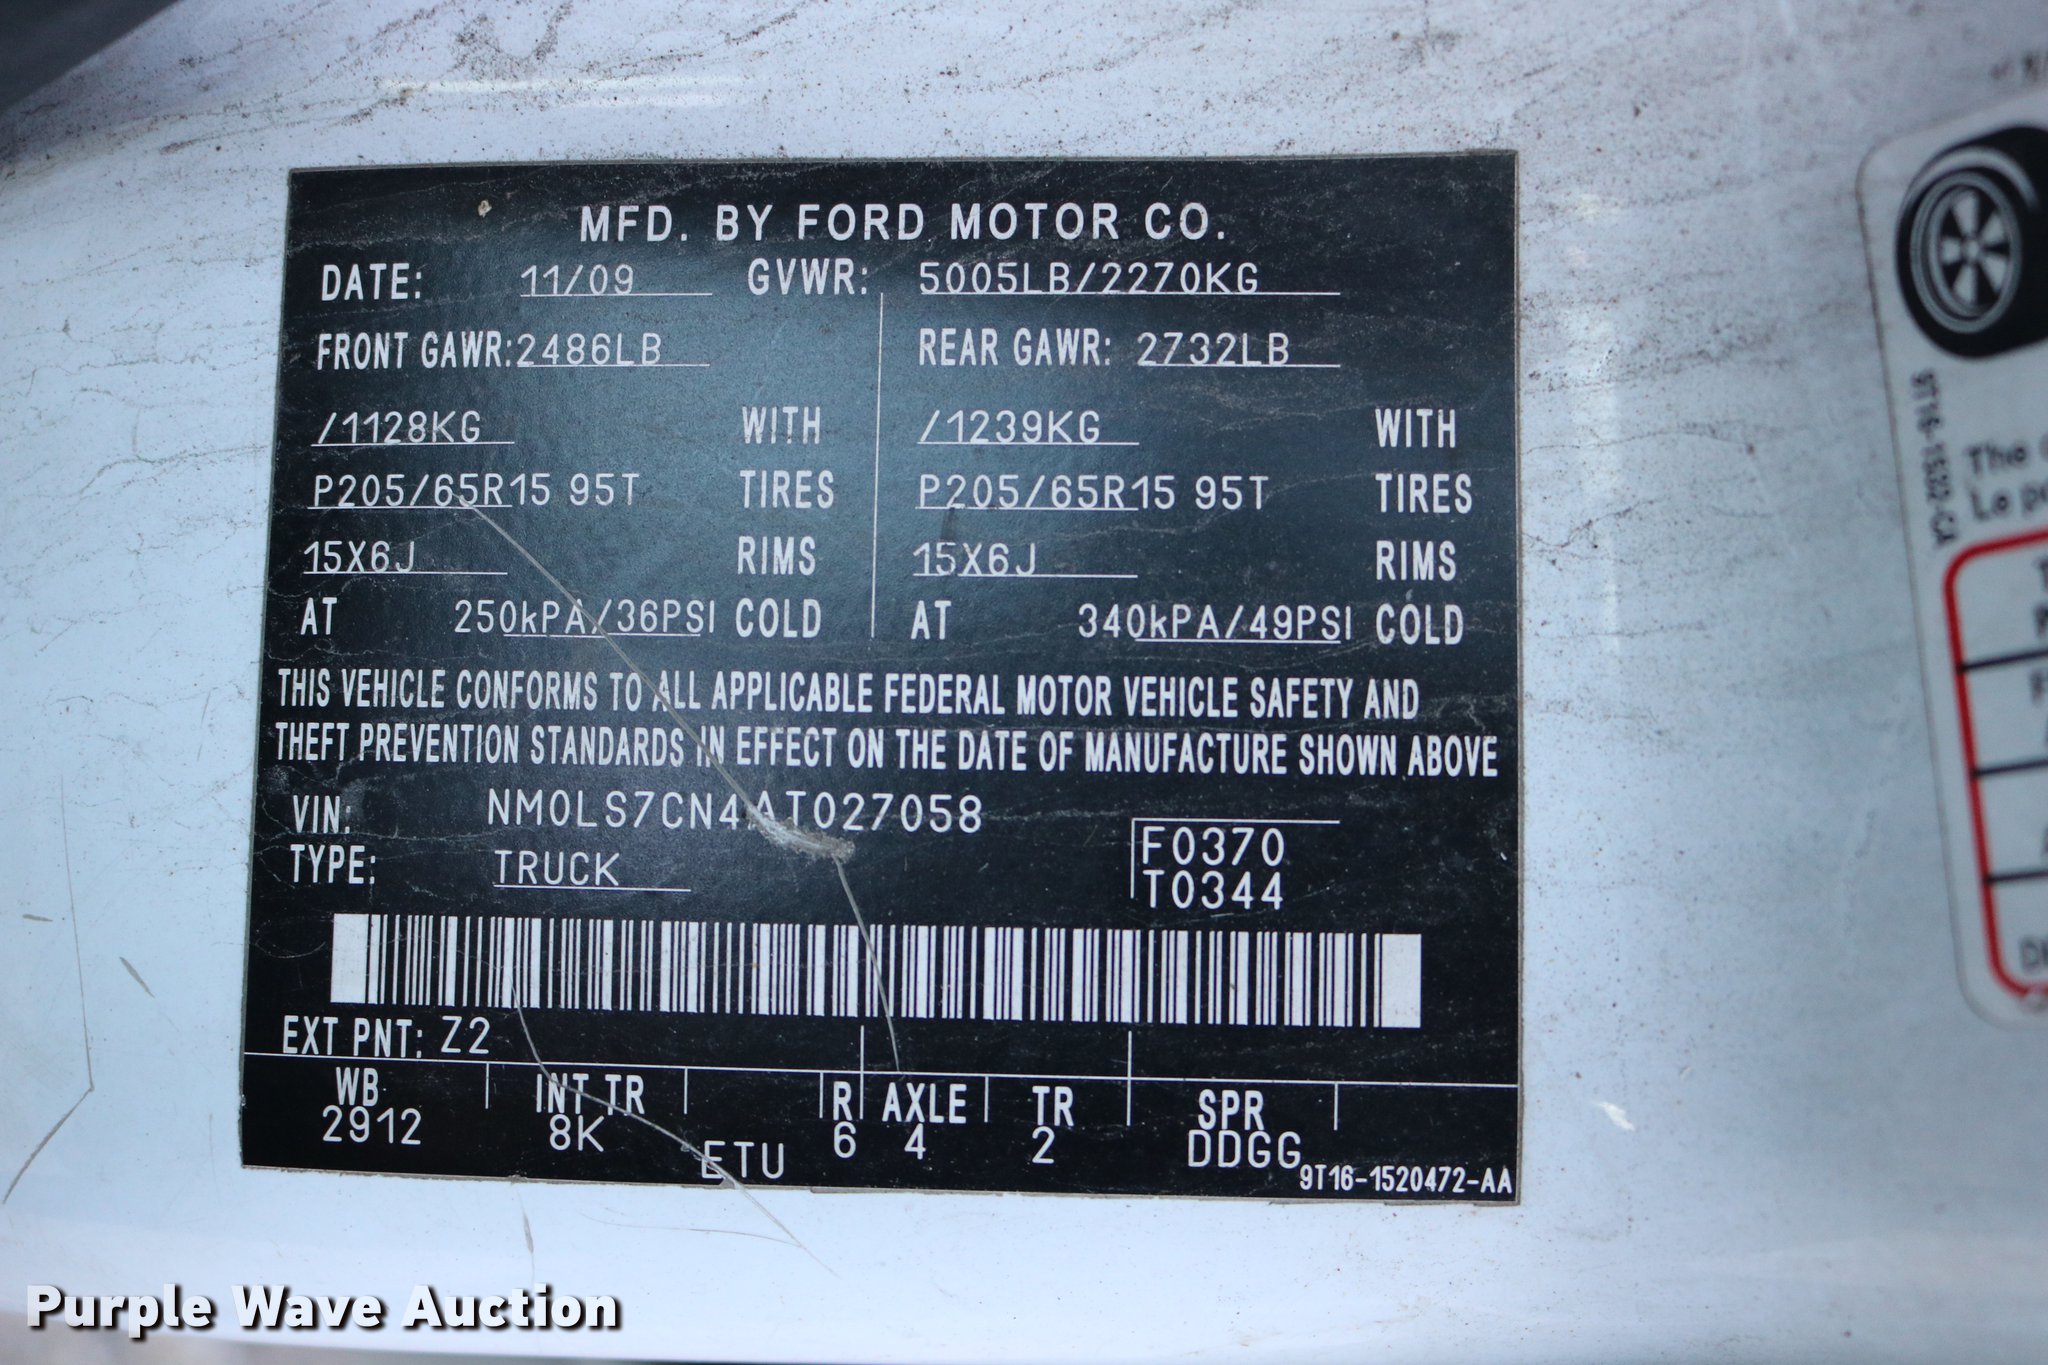 MFD. BY FORD MOTOR CO.
DATE: 11/09 GVWR: 5005LB/2270KG
FRONT GAWR: 2486LB REAR GAWR: 2732LB
/1128KG WITH /1239KG WITH
P205/65R15 95T TIRES P205/65R15 95T TIRES
15X6J RIMS 15X6J RIMS
AT 250kPA/36PSI COLD AT 340kPA/49PSI COLD
THIS VEHICLE CONFORMS TO ALL APPLICABLE FEDERAL MOTOR VEHICLE SAFETY AND
THEFT PREVENTION STANDARDS IN EFFECT ON THE DATE OF MANUFACTURE SHOWN ABOVE
VIN: NM0LS7CN4AT027058
TYPE: TRUCK
F0370
T0344
EXT PNT: Z2
WB INT TR R AXLE TR SPR
2912 8K ETU 6 4 2 DDGG
9T16-1520472-AA
The
Le
Purple Wave Auction